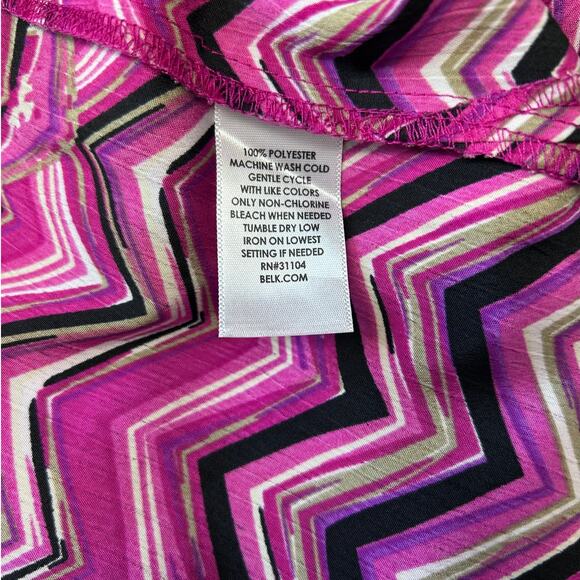 100% POLYESTER
MACHINE WASH COLD
GENTLE CYCLE
WITH LIKE COLORS
ONLY NON-CHLORINE
BLEACH WHEN NEEDED
TUMBLE DRY LOW
IRON ON LOWEST
SETTING IF NEEDED
RN#31104
BELK.COM